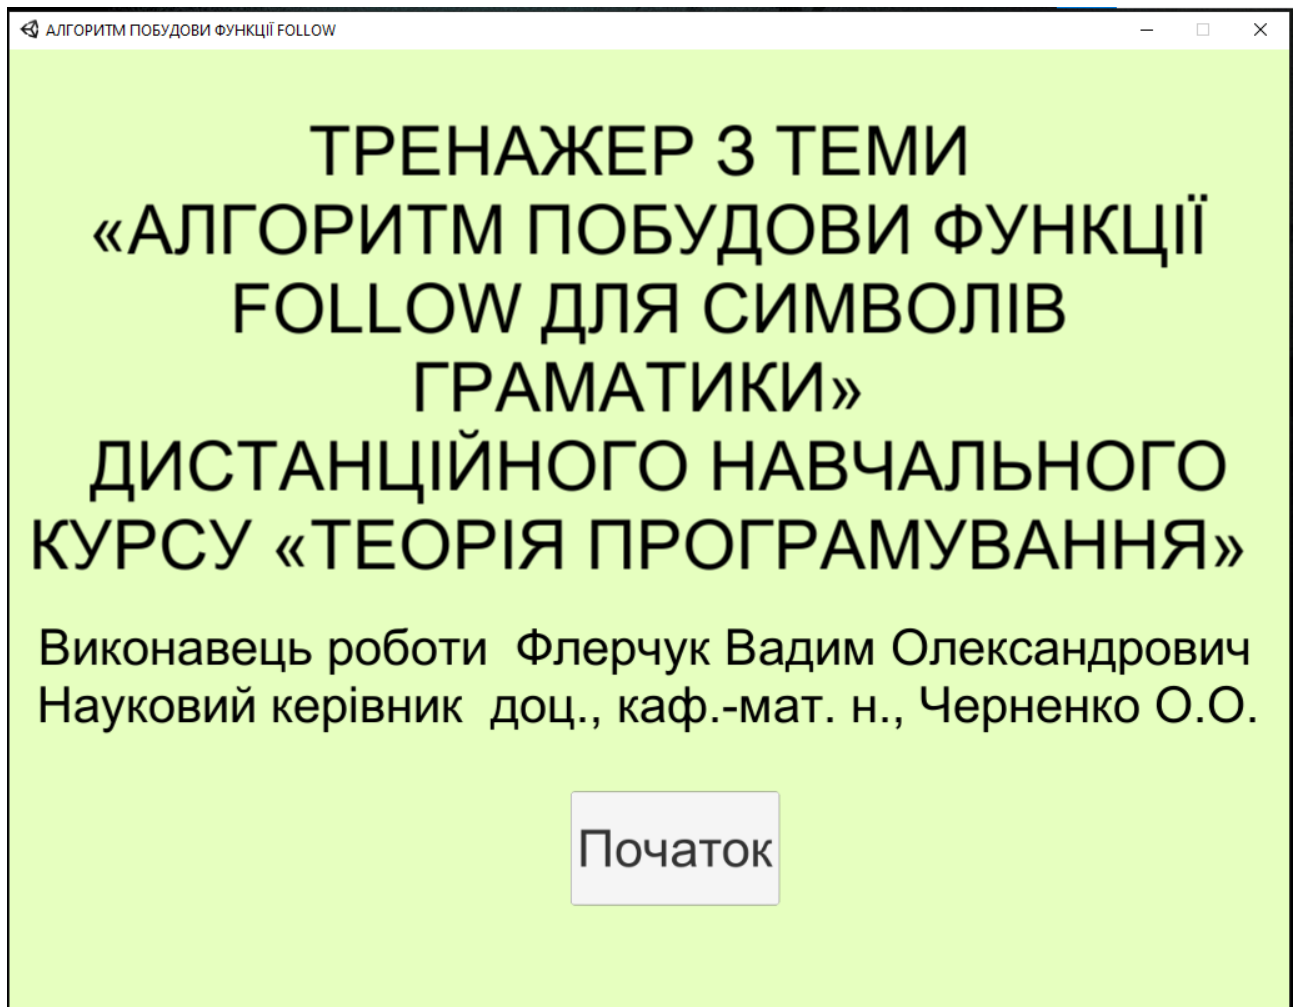 АЛГОРИТМ ПОБУДОВИ ФУНКЦІЇ FOLLOW
ТРЕНАЖЕР З ТЕМИ
«АЛГОРИТМ ПОБУДОВИ ФУНКЦІЇ
FOLLOW ДЛЯ СИМВОЛІВ
ГРАМАТИКИ»
ДИСТАНЦІЙНОГО НАВЧАЛЬНОГО
КУРСУ «ТЕОРІЯ ПРОГРАМУВАННЯ»
Виконавець роботи Флерчук Вадим Олександрович
Науковий керівник доц., каф.-мат. н., Черненко О.О.
Початок